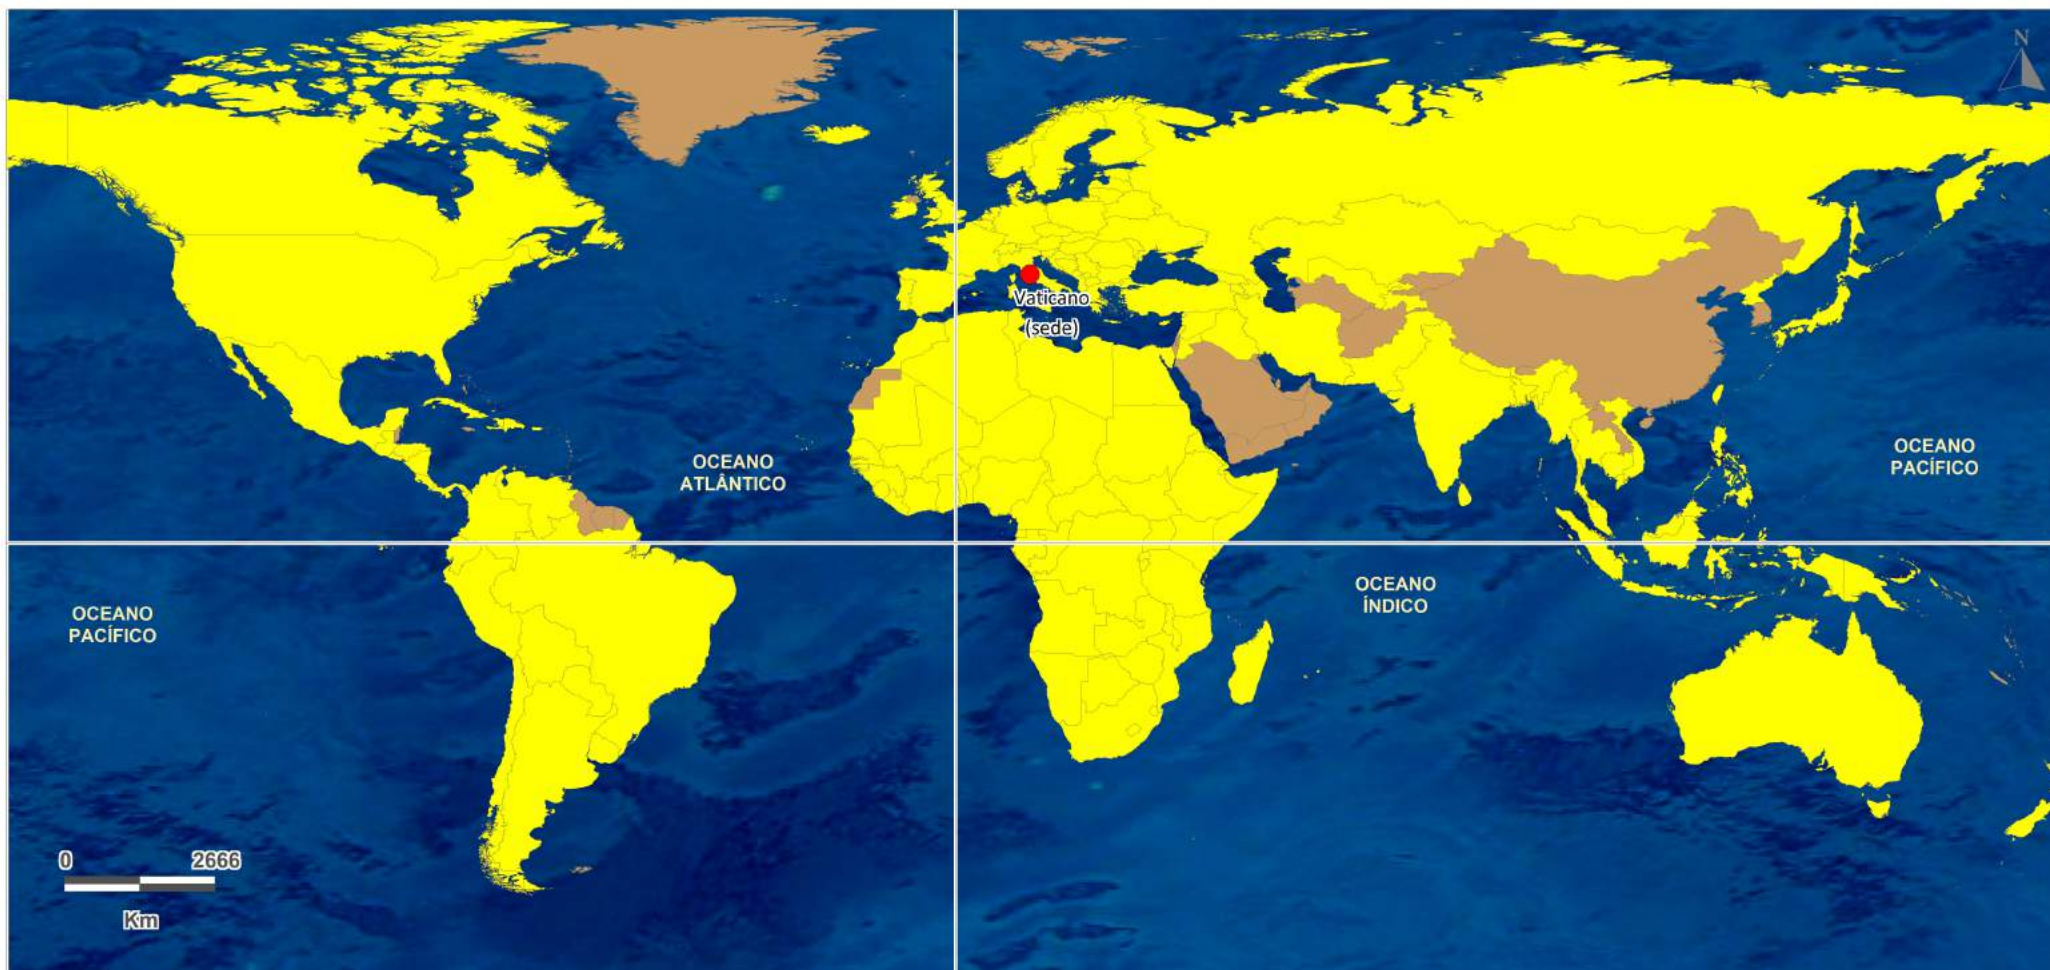 N
Vaticano
(sede)
OCEANO
ATLÂNTICO
OCEANO
PACÍFICO
OCEANO
ÍNDICO
OCEANO
PACÍFICO
0 2666
Km